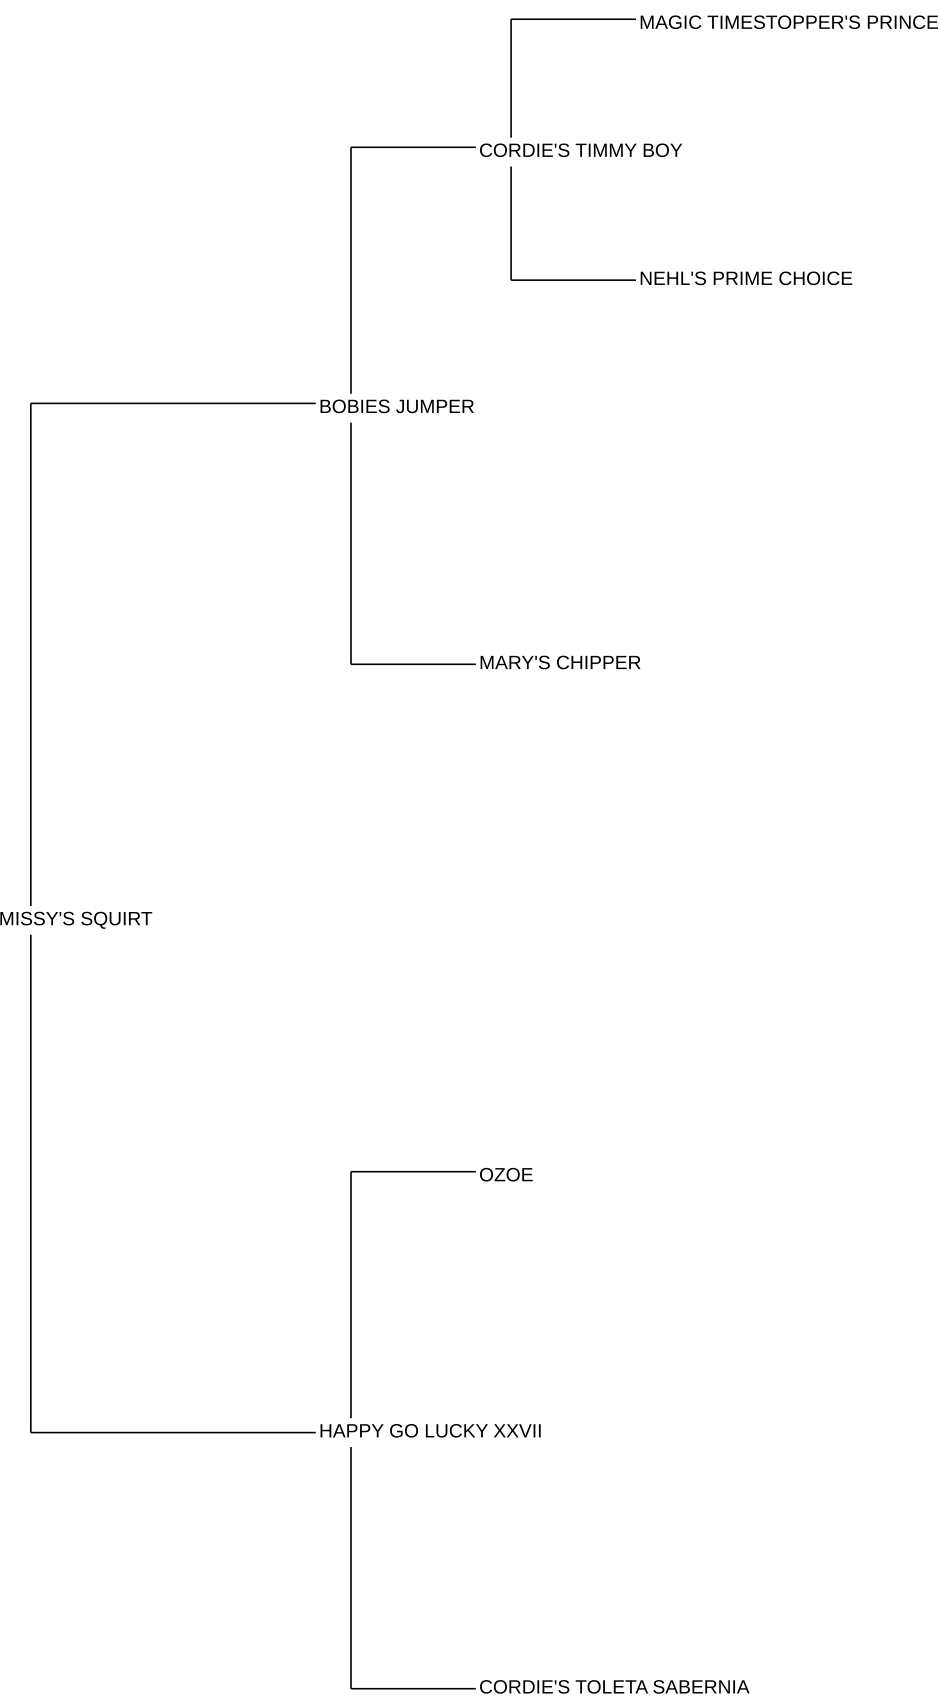 MAGIC TIMESTOPPER'S PRINCE
CORDIE'S TIMMY BOY
NEHL'S PRIME CHOICE
BOBIES JUMPER
MARY'S CHIPPER
MISSY'S SQUIRT
OZOE
HAPPY GO LUCKY XXVII
CORDIE'S TOLETA SABERNIA